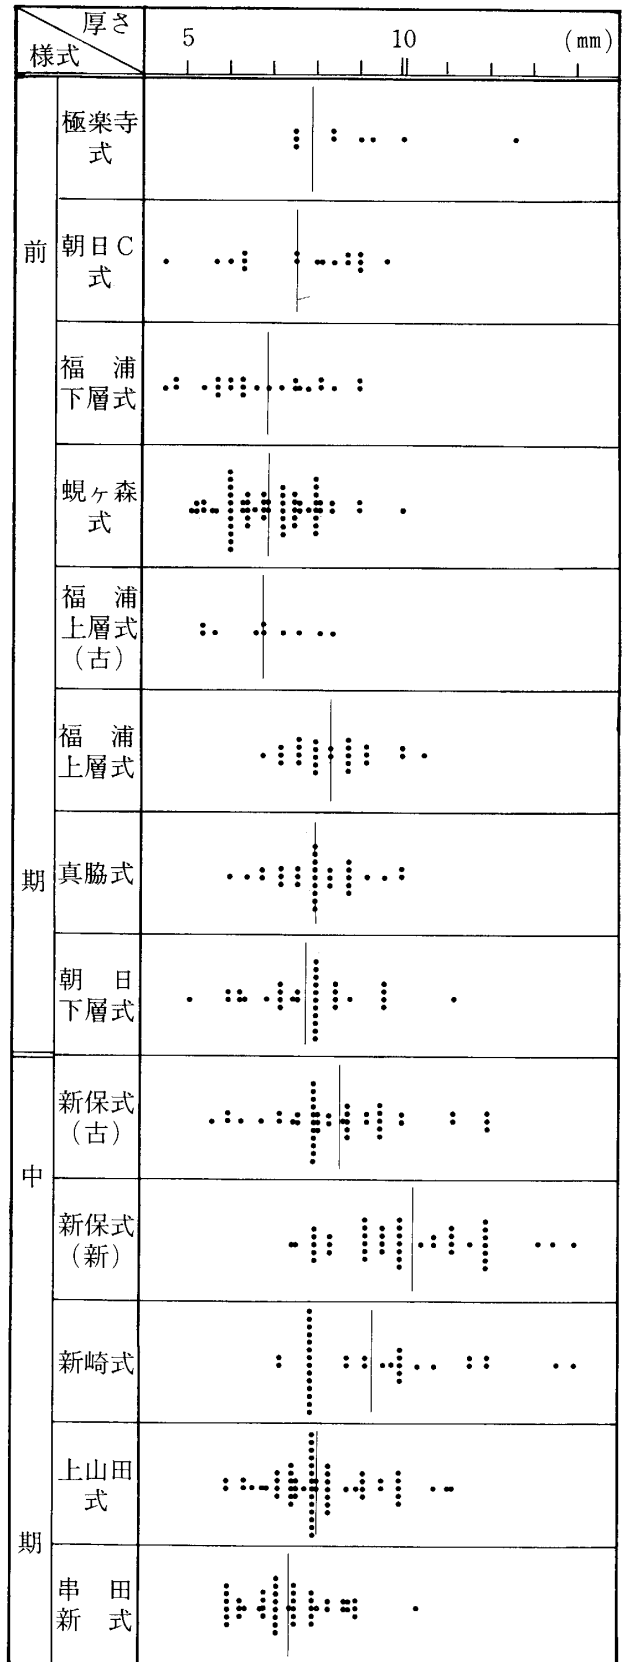 厚さ
様式
5 10 (mm)
前
期
極楽寺
式
朝日C
式
福浦
下層式
蜆ヶ森
式
福浦
上層式
(古)
福浦
上層式
真脇式
朝日
下層式
中
期
新保式
(古)
新保式
(新)
新崎式
上山田
式
串田
新式